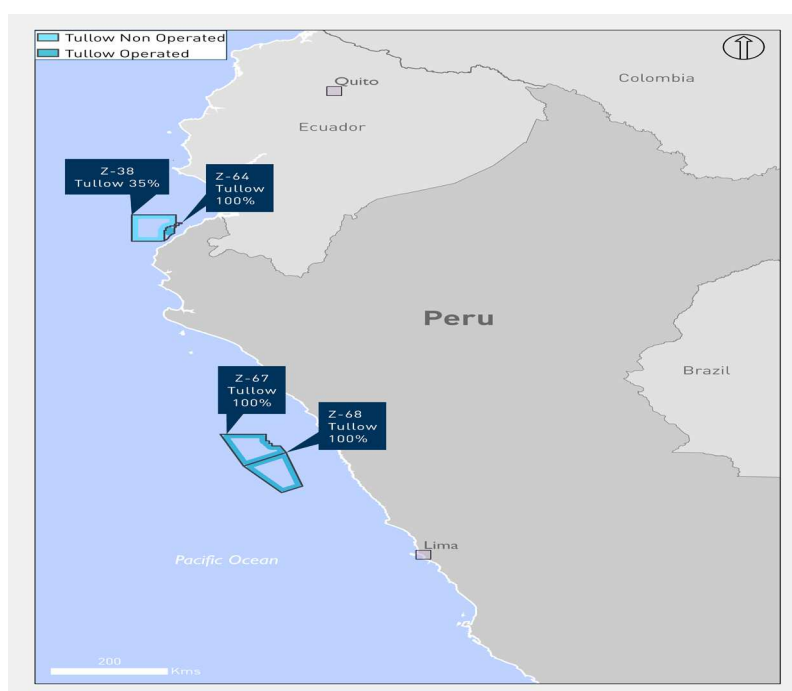 Tullow Non Operated
Tullow Operated
Quito
Colombia
Ecuador
Z-38
Tullow 35%
Z-64
Tullow
100%
Peru
Brazil
Z-67
Tullow
100%
Z-68
Tullow
100%
Lima
Pacific Ocean
200
Kms